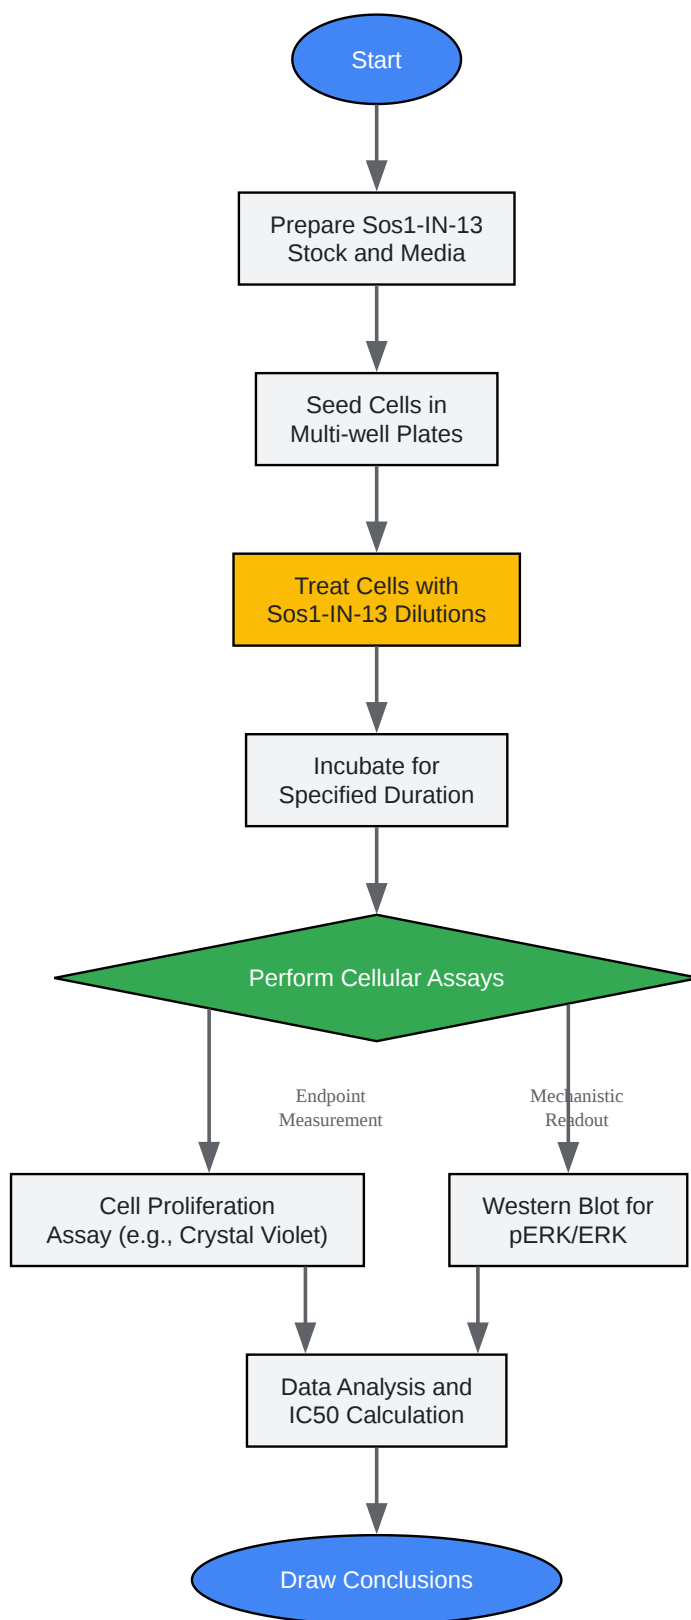 Start
Prepare Sos1-IN-13
Stock and Media
Seed Cells in
Multi-well Plates
Treat Cells with
Sos1-IN-13 Dilutions
Incubate for
Specified Duration
Perform Cellular Assays
Endpoint
Measurement
Mechanistic
Readout
Cell Proliferation
Assay (e.g., Crystal Violet)
Western Blot for
pERK/ERK
Data Analysis and
IC50 Calculation
Draw Conclusions